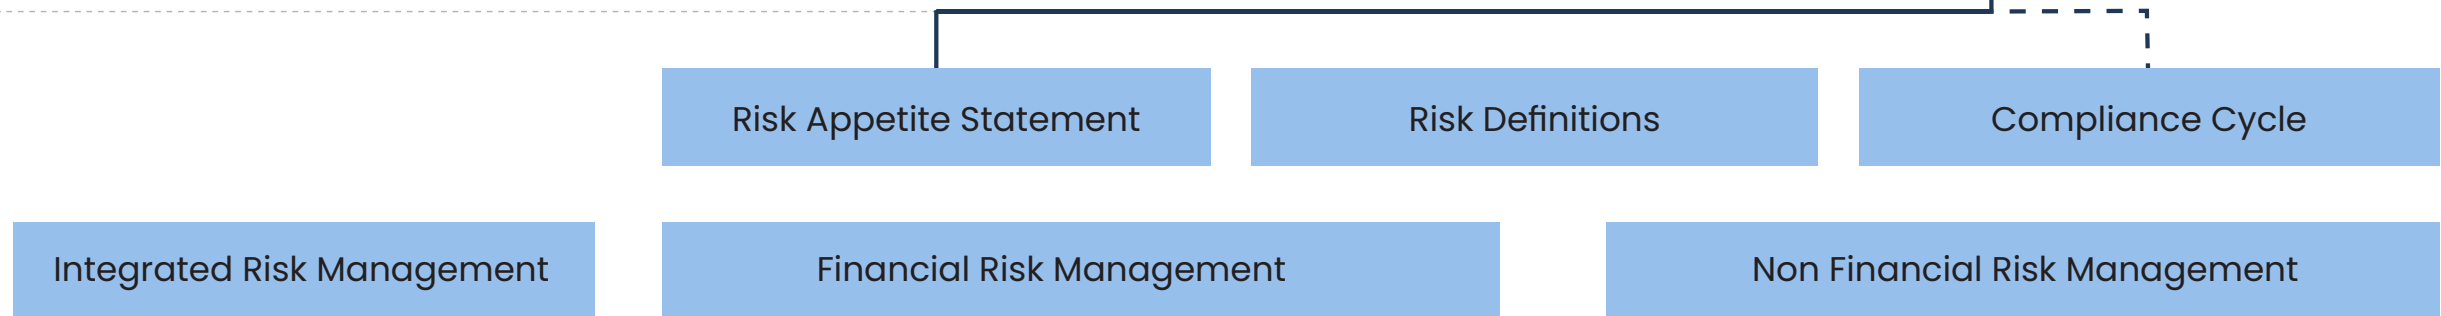 Risk Appetite Statement
Risk Definitions
Compliance Cycle
Integrated Risk Management
Financial Risk Management
Non Financial Risk Management